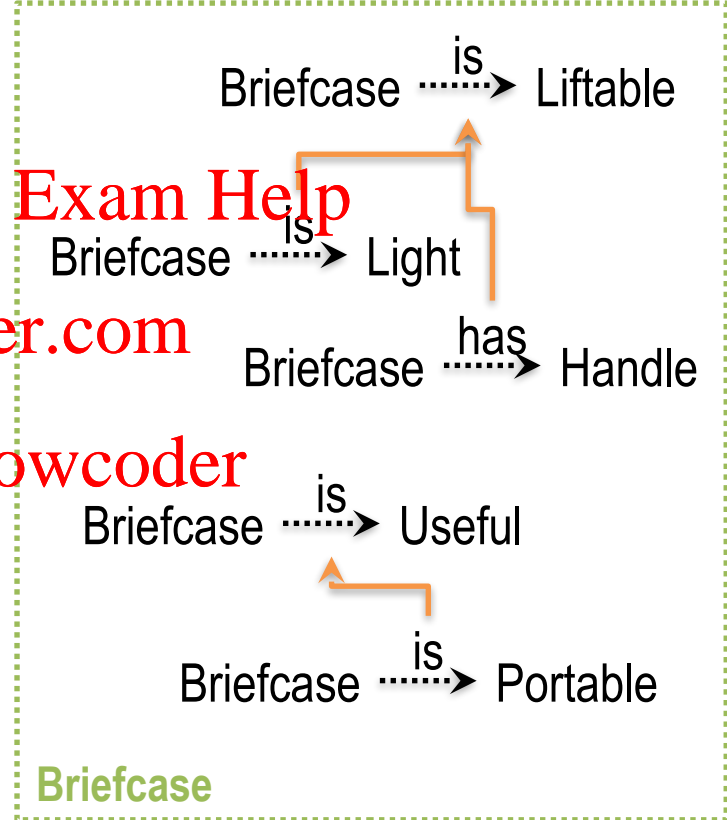 is
Briefcase Liftable
Exam Help
is
Briefcase Light
er.com
has
Briefcase Handle
owcoder
is
Briefcase Useful
is
Briefcase Portable
Briefcase